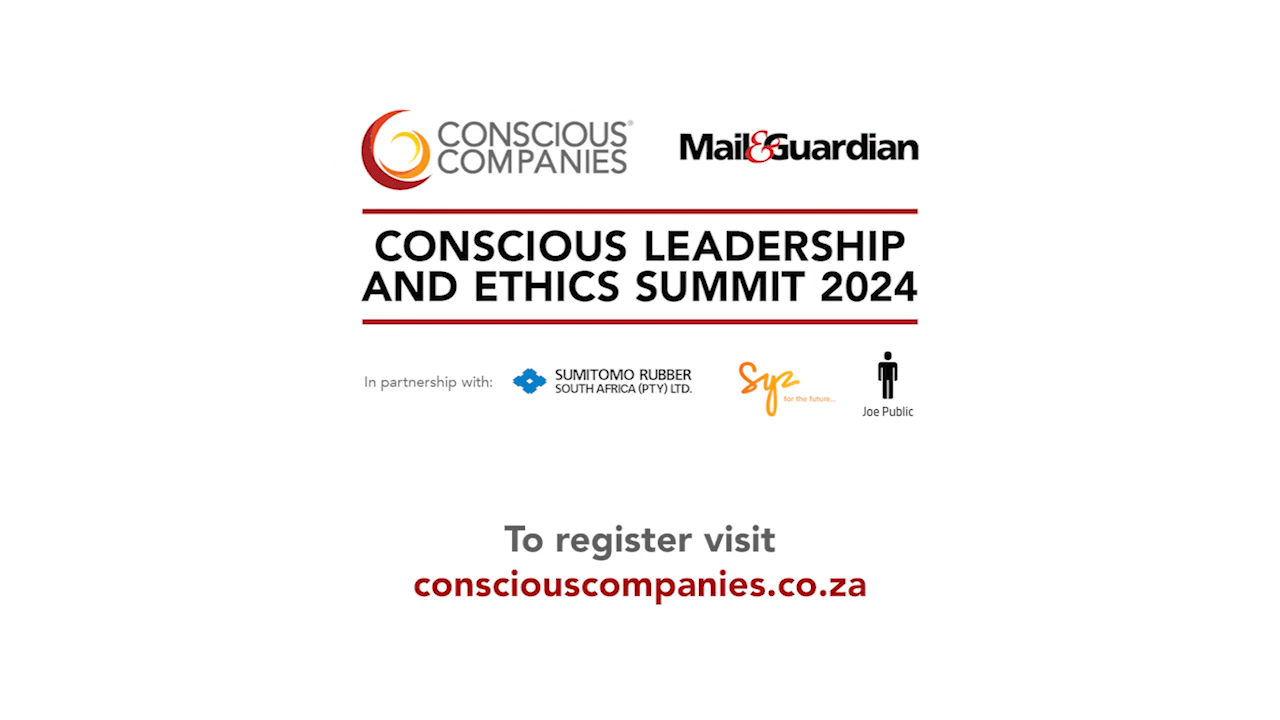 CONSCIOUS®
COMPANIES
Mail&Guardian
CONSCIOUS LEADERSHIP
AND ETHICS SUMMIT 2024
In partnership with:
SUMITOMO RUBBER
SOUTH AFRICA (PTY) LTD.
Syz
for the future...
Joe Public
To register visit
consciouscompanies.co.za